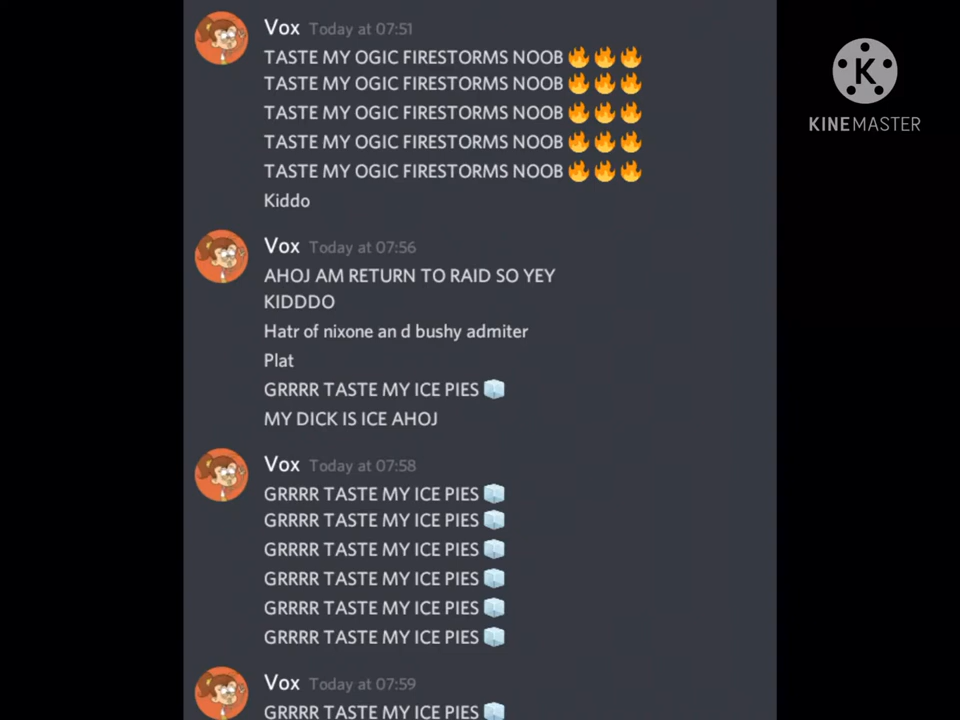 Vox Today at 07:51
TASTE MY OGIC FIRESTORMS NOOB 🔥🔥🔥
TASTE MY OGIC FIRESTORMS NOOB 🔥🔥🔥
TASTE MY OGIC FIRESTORMS NOOB 🔥🔥🔥
TASTE MY OGIC FIRESTORMS NOOB 🔥🔥🔥
TASTE MY OGIC FIRESTORMS NOOB 🔥🔥🔥
Kiddo
Vox Today at 07:56
AHOJ AM RETURN TO RAID SO YEY
KIDDDO
Hatr of nixone an d bushy admiter
Plat
GRRRR TASTE MY ICE PIES 🧊
MY DICK IS ICE AHOJ
Vox Today at 07:58
GRRRR TASTE MY ICE PIES 🧊
GRRRR TASTE MY ICE PIES 🧊
GRRRR TASTE MY ICE PIES 🧊
GRRRR TASTE MY ICE PIES 🧊
GRRRR TASTE MY ICE PIES 🧊
GRRRR TASTE MY ICE PIES 🧊
Vox Today at 07:59
GRRRR TASTE MY ICE PIES 🧊
K
KINEMASTER